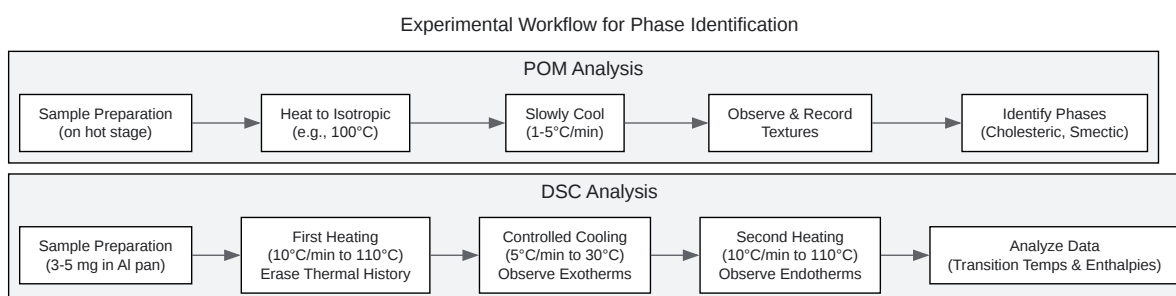 Experimental Workflow for Phase Identification
POM Analysis
Sample Preparation
(on hot stage)
Heat to Isotropic
(e.g., 100°C)
Slowly Cool
(1-5°C/min)
Observe & Record
Textures
Identify Phases
(Cholesteric, Smectic)
DSC Analysis
Sample Preparation
(3-5 mg in Al pan)
First Heating
(10°C/min to 110°C)
Erase Thermal History
Controlled Cooling
(5°C/min to 30°C)
Observe Exotherms
Second Heating
(10°C/min to 110°C)
Observe Endotherms
Analyze Data
(Transition Temps & Enthalpies)